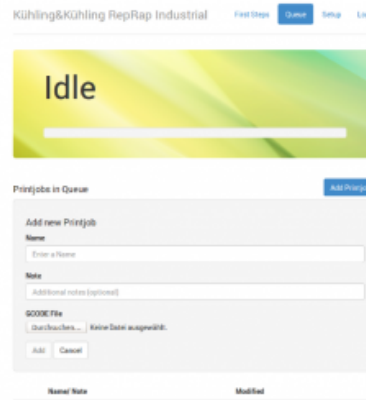 Kühling&Kühling RepRap Industrial
First Steps Queue Setup
Idle
Printjobs in Queue
Add
Add new Printjob
Name
Enter a Name
Note
Additional notes (optional)
GCODE File
Durchsuchen... Keine Datei ausgewählt.
Add Cancel
Name/ Note Modified